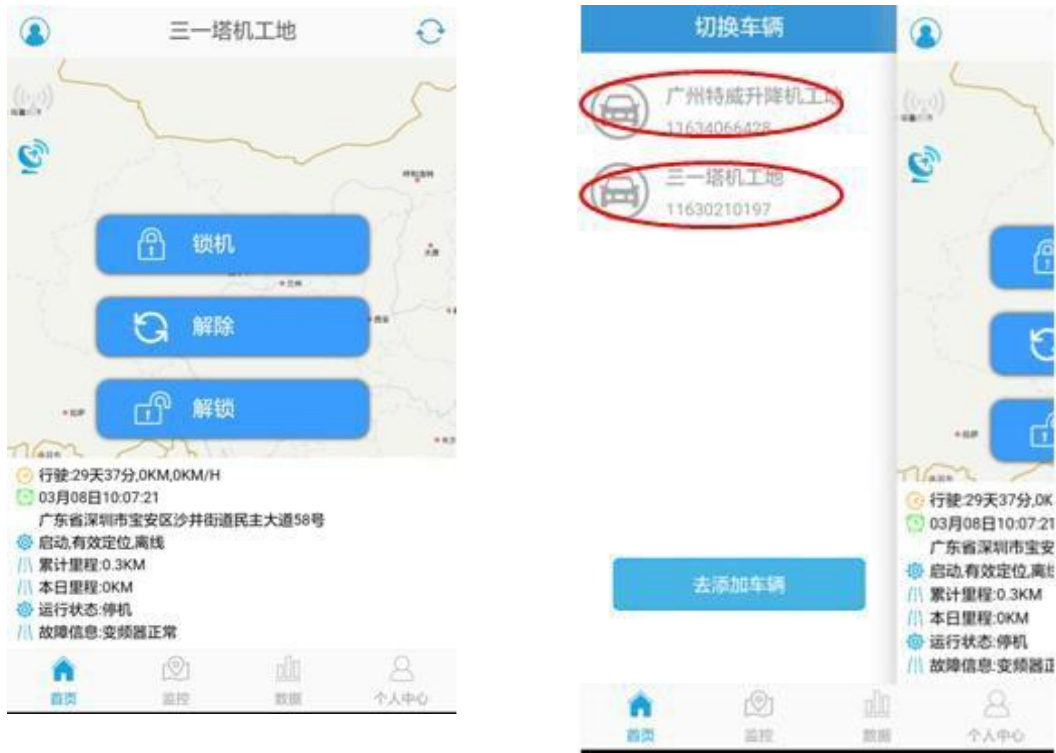 三一塔机工地
锁机
解除
解锁
行驶:29天37分,0KM,0KM/H
03月08日10:07:21
广东省深圳市宝安区沙井街道民主大道58号
启动,有效定位,离线
累计里程:0.3KM
本日里程:0KM
运行状态:停机
故障信息:变频器正常
首页
监控
数据
个人中心
切换车辆
广州特威升降机工地
11634066428
三一塔机工地
11630210197
去添加车辆
行驶:29天37分,0K
03月08日10:07:21
广东省深圳市宝安
启动,有效定位,离
累计里程:0.3KM
本日里程:0KM
运行状态:停机
故障信息:变频器
首页
监控
数据
个人中心